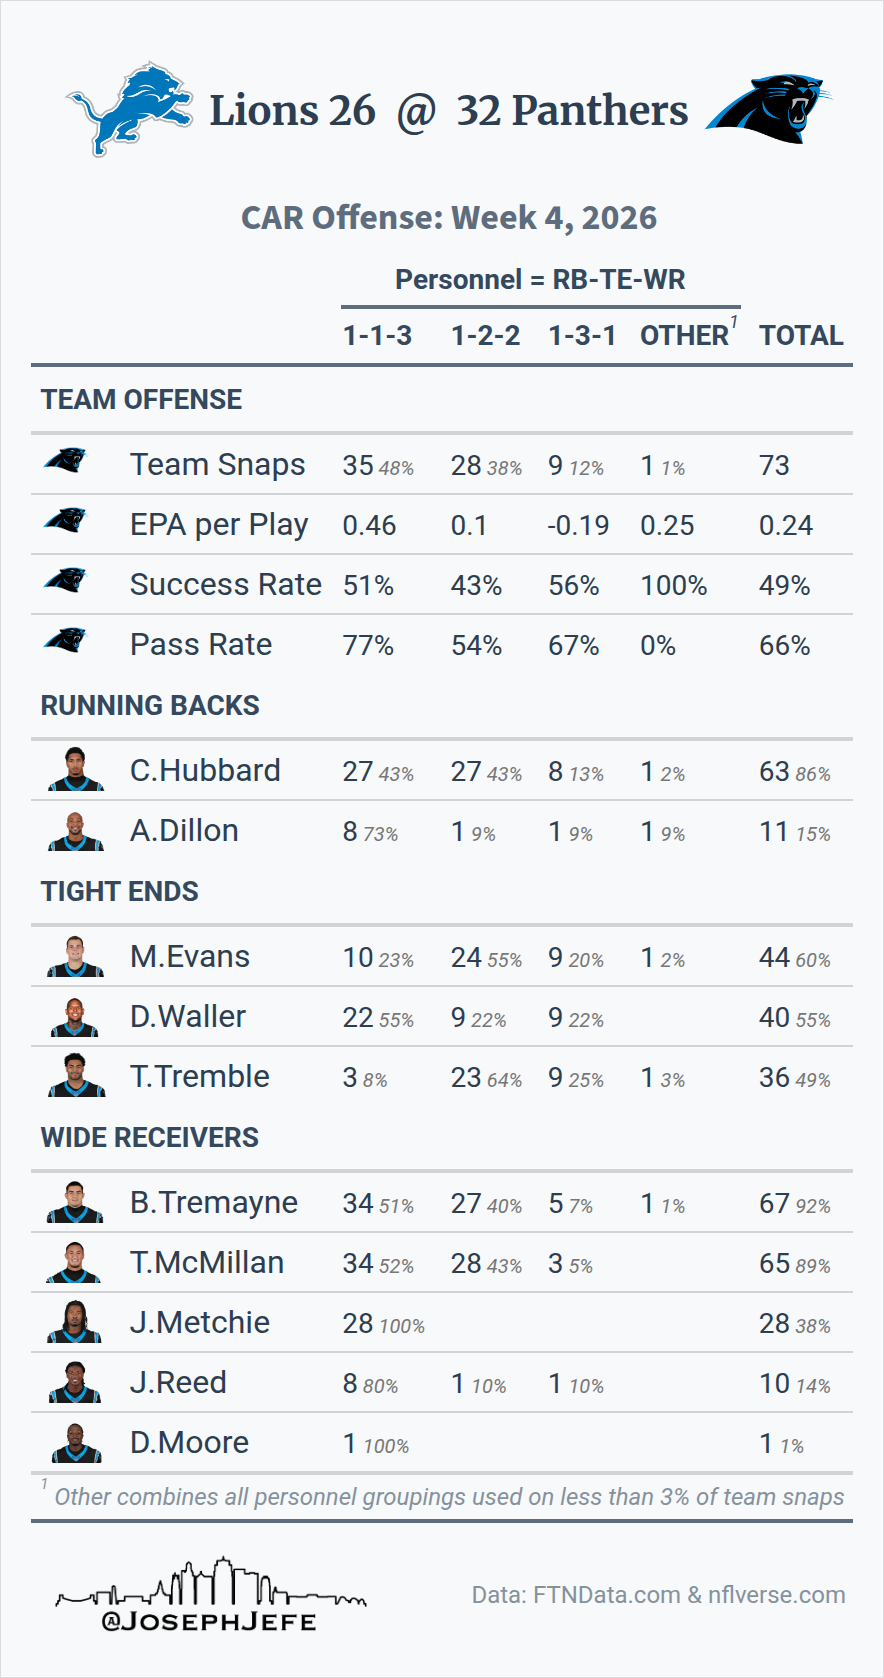 Lions 26 @ 32 Panthers
CAR Offense: Week 4, 2026
Personnel = RB-TE-WR
1-1-3 1-2-2 1-3-1 OTHER1 TOTAL
TEAM OFFENSE
Team Snaps 35 48% 28 38% 9 12% 1 1% 73
EPA per Play 0.46 0.1 -0.19 0.25 0.24
Success Rate 51% 43% 56% 100% 49%
Pass Rate 77% 54% 67% 0% 66%
RUNNING BACKS
C.Hubbard 27 43% 27 43% 8 13% 1 2% 63 86%
A.Dillon 8 73% 1 9% 1 9% 1 9% 11 15%
TIGHT ENDS
M.Evans 10 23% 24 55% 9 20% 1 2% 44 60%
D.Waller 22 55% 9 22% 9 22% 40 55%
T.Tremble 3 8% 23 64% 9 25% 1 3% 36 49%
WIDE RECEIVERS
B.Tremayne 34 51% 27 40% 5 7% 1 1% 67 92%
T.McMillan 34 52% 28 43% 3 5% 65 89%
J.Metchie 28 100% 28 38%
J.Reed 8 80% 1 10% 1 10% 10 14%
D.Moore 1 100% 1 1%
1 Other combines all personnel groupings used on less than 3% of team snaps
@JOSEPHJEFE
Data: FTNData.com & nflverse.com